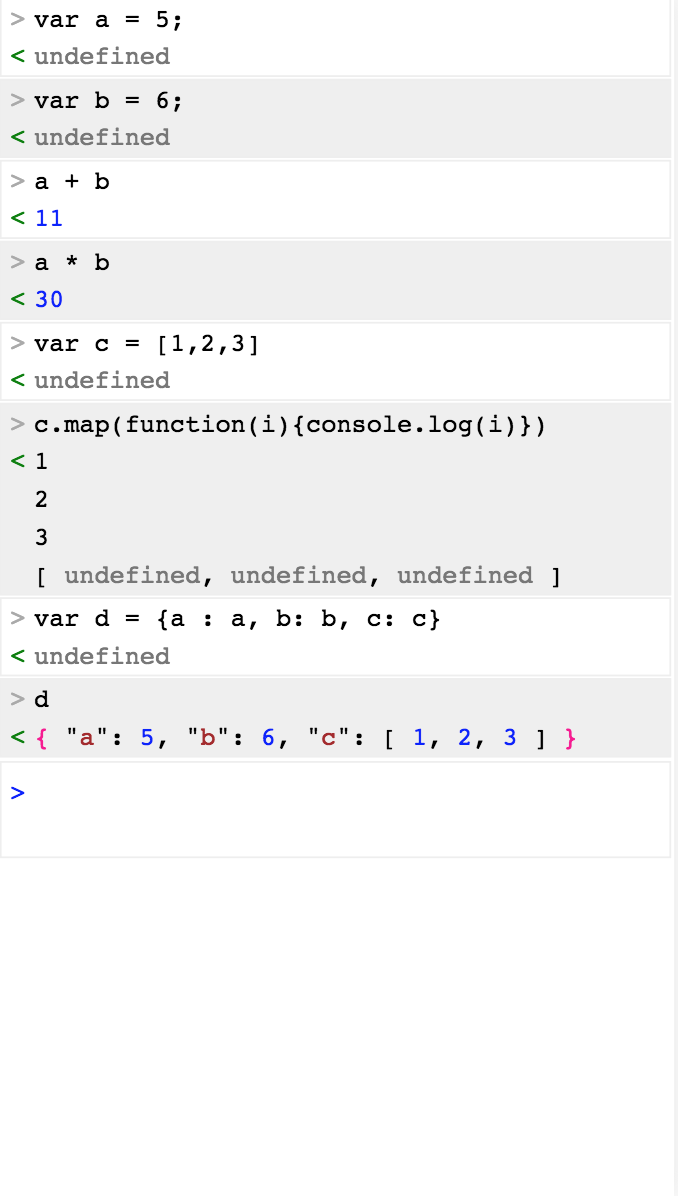 > var a = 5;
< undefined
> var b = 6;
< undefined
> a + b
< 11
> a * b
< 30
> var c = [1,2,3]
< undefined
> c.map(function(i){console.log(i)})
< 1
2
3
[ undefined, undefined, undefined ]
> var d = {a : a, b: b, c: c}
< undefined
> d
< { "a": 5, "b": 6, "c": [ 1, 2, 3 ] }
>